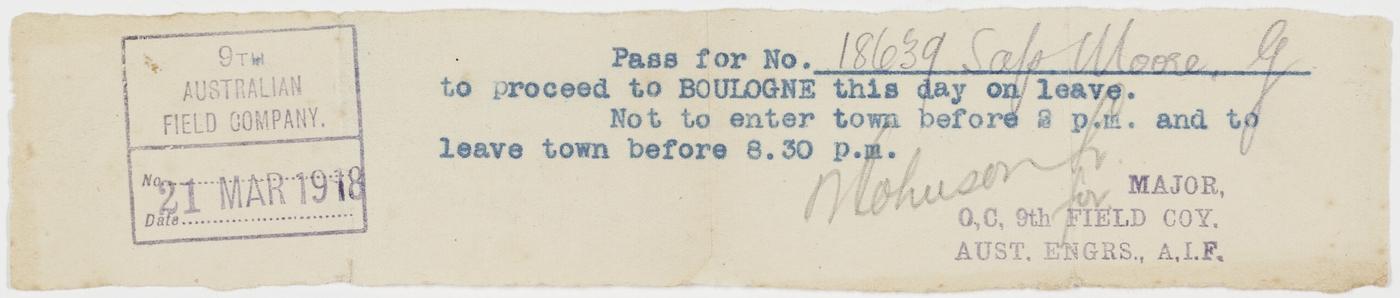 9TH
AUSTRALIAN
FIELD COMPANY.
No.
21 MAR 1918
Date
Pass for No. 18639 Sapp Moore. G
to proceed to BOULOGNE this day on leave.
Not to enter town before 2 p.m. and to
leave town before 8.30 p.m.
for MAJOR,
O,C, 9th FIELD COY.
AUST. ENGRS., A.I.F.